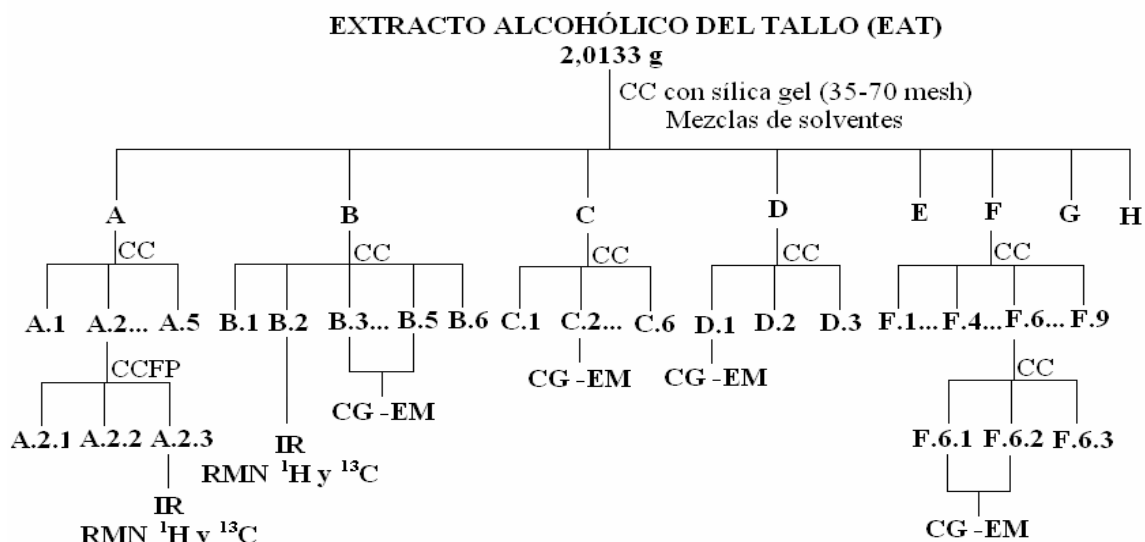 EXTRACTO ALCOHÓLICO DEL TALLO (EAT)
2,0133 g
CC con sílica gel (35-70 mesh)
Mezclas de solventes
A B C D E F G H
CC CC CC CC CC
A.1 A.2... A.5 B.1 B.2 B.3... B.5 B.6 C.1 C.2... C.6 D.1 D.2 D.3 F.1... F.4... F.6... F.9
CCFP CG -EM CG -EM CG -EM CC
A.2.1 A.2.2 A.2.3 IR F.6.1 F.6.2 F.6.3
RMN ¹H y ¹³C
IR
RMN ¹H y ¹³C
CG -EM